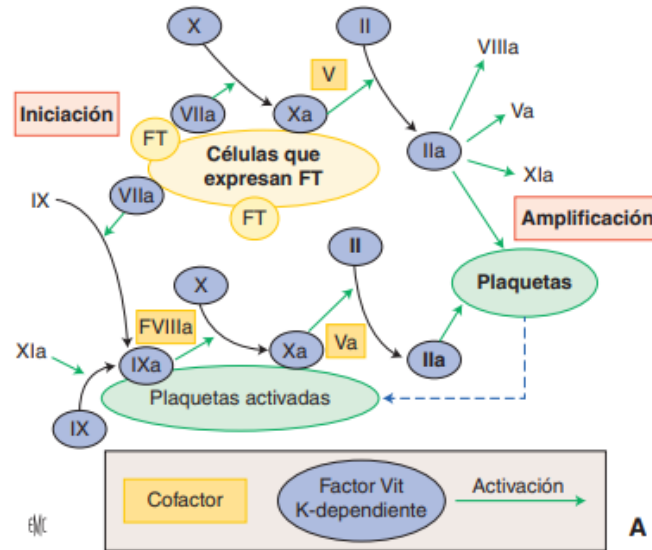 X
II
VIIIa
V
Iniciación
VIIa
Xa
Va
FT
IIa
Células que
expresan FT
XIa
VIIa
IX
FT
Amplificación
II
X
Plaquetas
FVIIIa
XIa
Xa
Va
IIa
IXa
Plaquetas activadas
IX
Cofactor
Factor Vit
K-dependiente
Activación
EMC
A